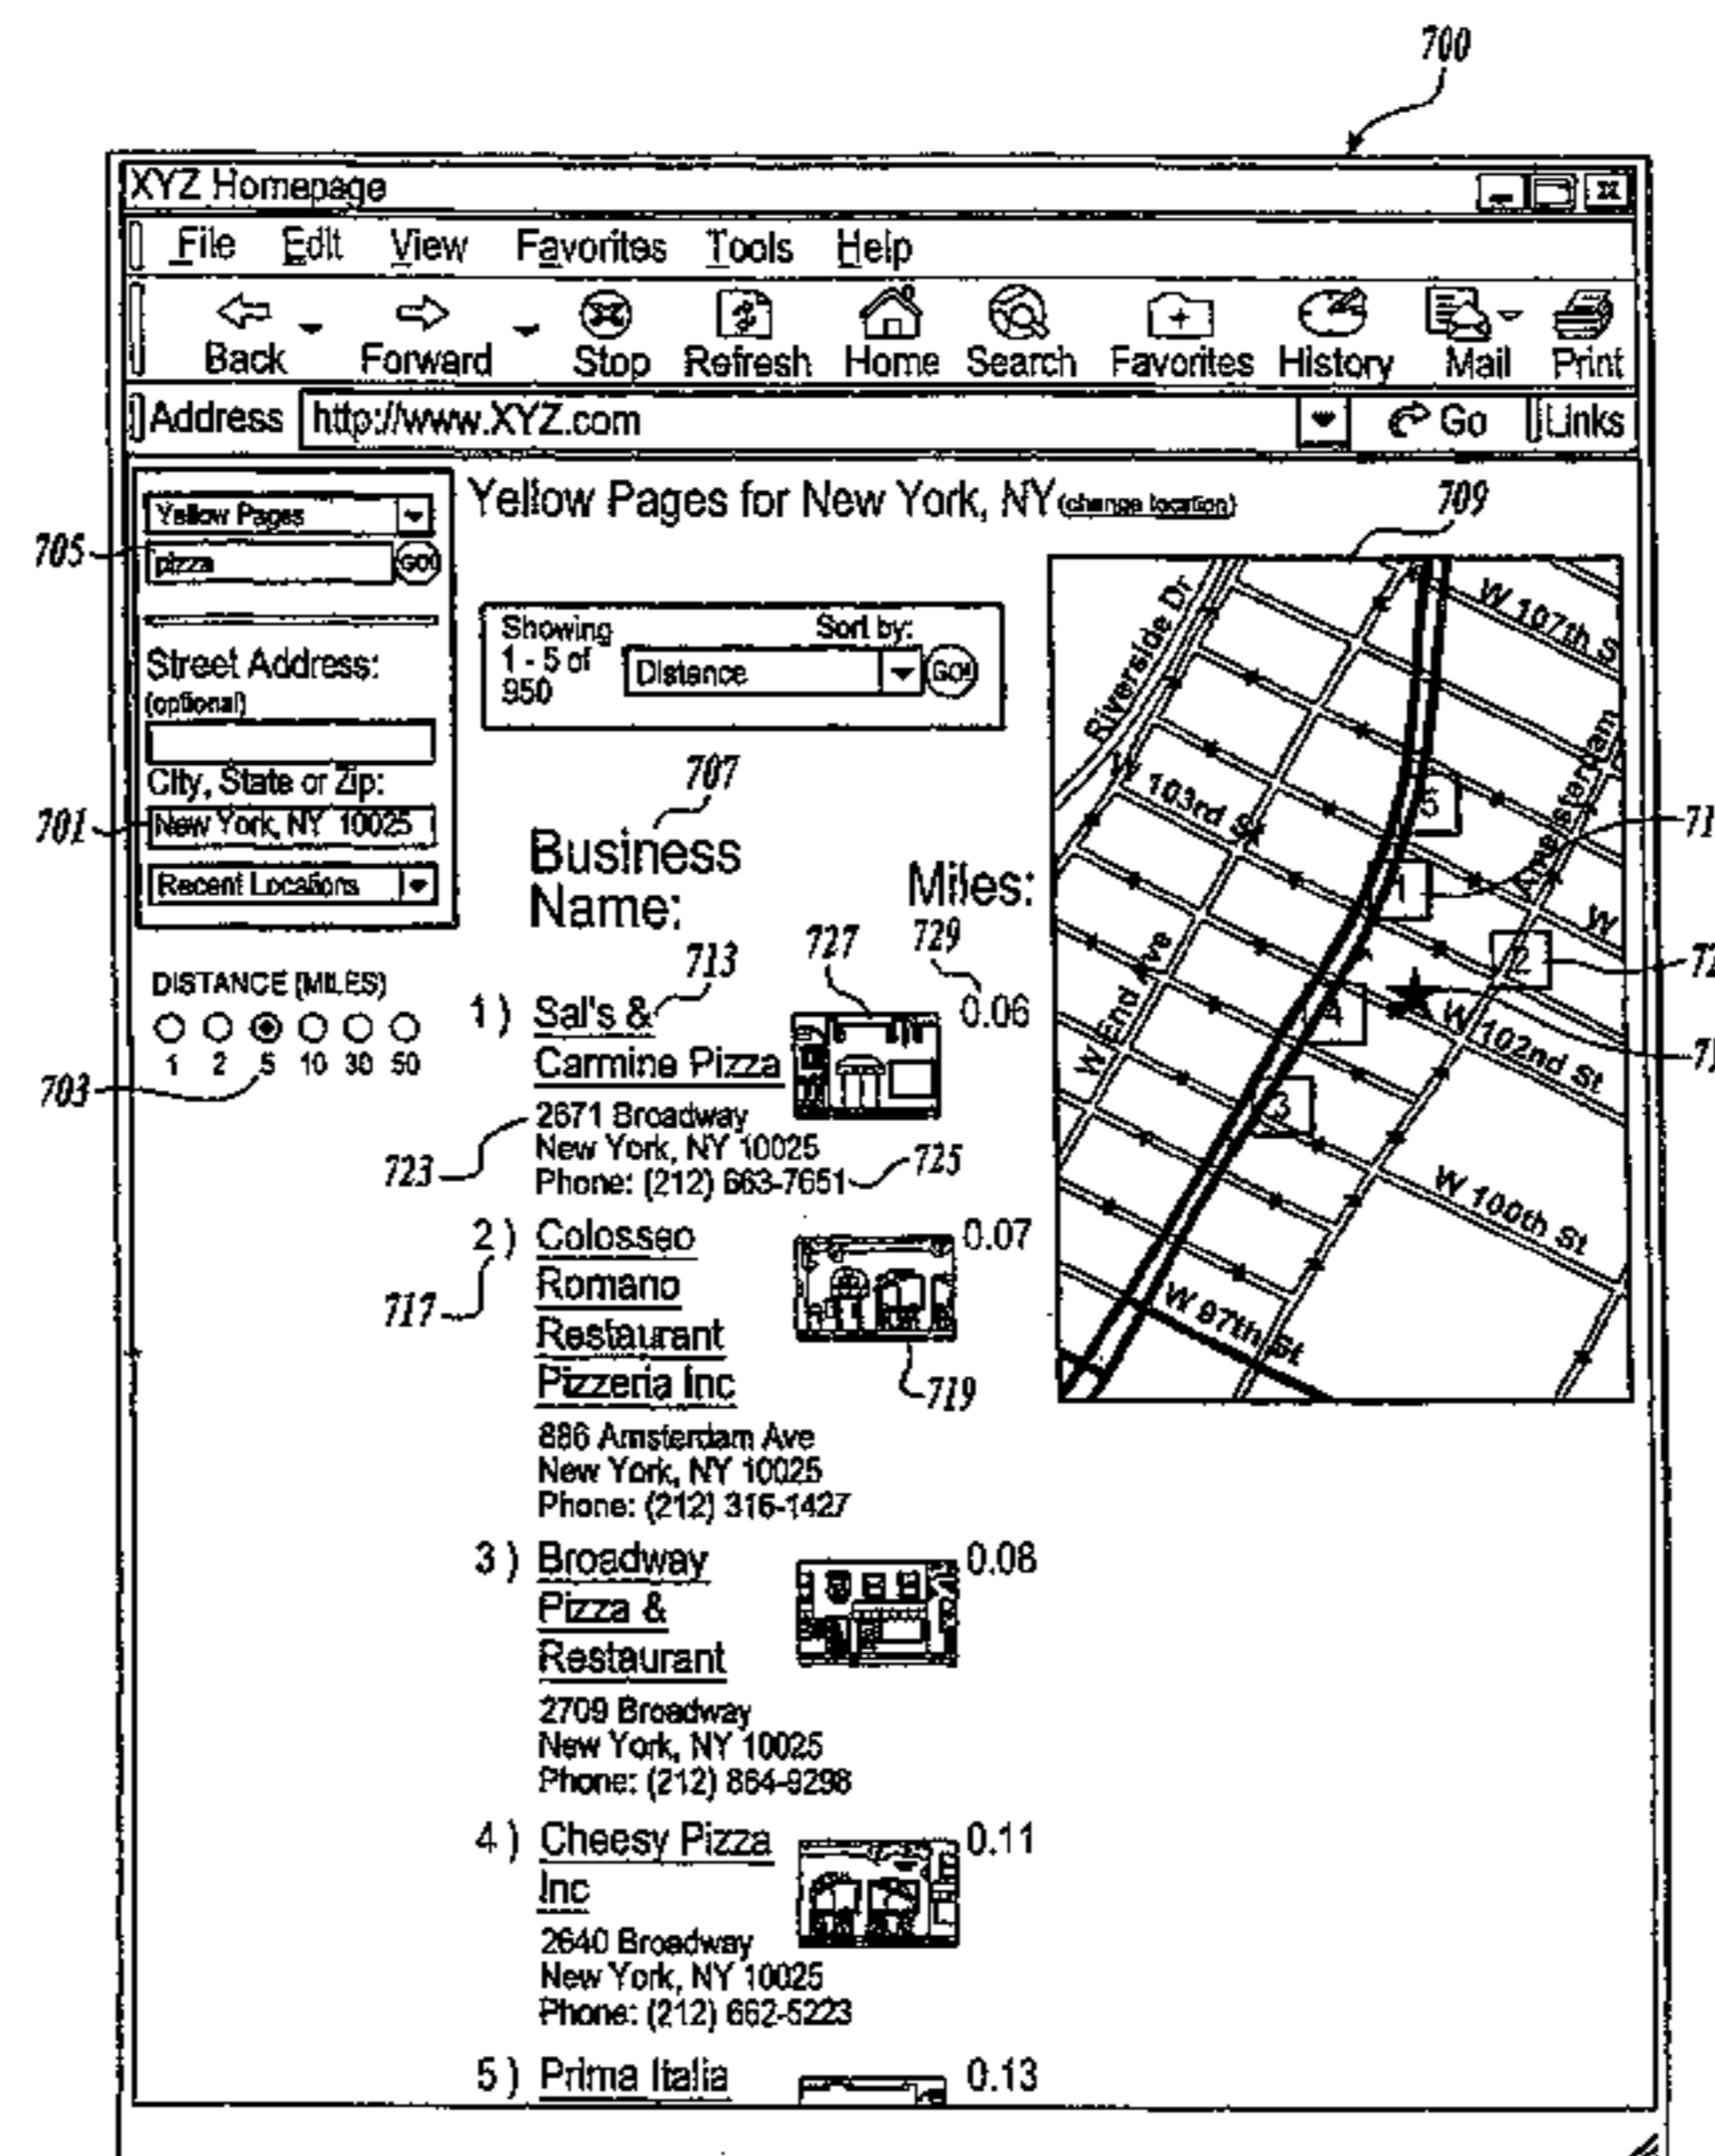 700
XYZ Homepage
File Edit View Favorites Tools Help
Back Forward Stop Refresh Home Search Favorites History Mail Print
Address http://www.XYZ.com Go Links
Yellow Pages
705
pizza GO!
Street Address:
(optional)
City, State or Zip:
701
New York, NY 10025
Recent Locations
DISTANCE (MILES)
1 2 5 10 30 50
703
Yellow Pages for New York, NY (change location)
Showing
1 - 5 of
950
Sort by:
Distance GO!
707
Business
Name:
Miles:
713
727
729
1) Sal's &
Carmine Pizza
0.06
2671 Broadway
New York, NY 10025
Phone: (212) 663-7651
723
725
2) Colosseo
Romano
Restaurant
Pizzeria Inc
0.07
717
719
886 Amsterdam Ave
New York, NY 10025
Phone: (212) 316-1427
3) Broadway
Pizza &
Restaurant
0.08
2709 Broadway
New York, NY 10025
Phone: (212) 864-9298
4) Cheesy Pizza
Inc
0.11
2640 Broadway
New York, NY 10025
Phone: (212) 662-5223
5) Prima Italia
0.13
709
Riverside Dr
W 107th S
W 103rd St
Amsterdam
W
W End Ave
W 102nd St
W 100th St
W 97th St
5
1
2
4
3